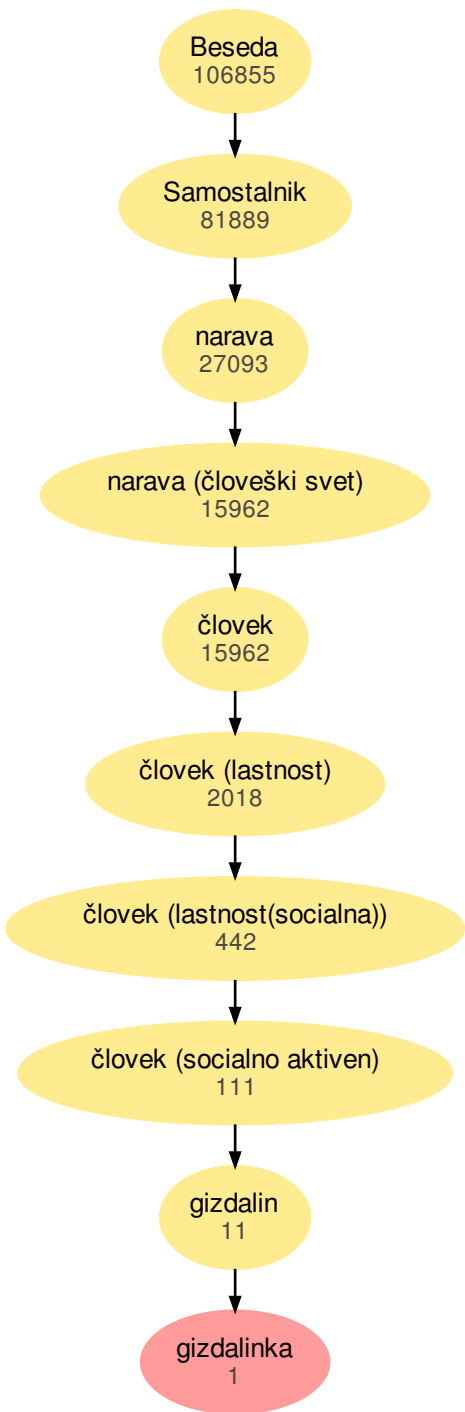 Beseda
106855
Samostalnik
81889
narava
27093
narava (človeški svet)
15962
človek
15962
človek (lastnost)
2018
človek (lastnost(socialna))
442
človek (socialno aktiven)
111
gizdalin
11
gizdalinka
1